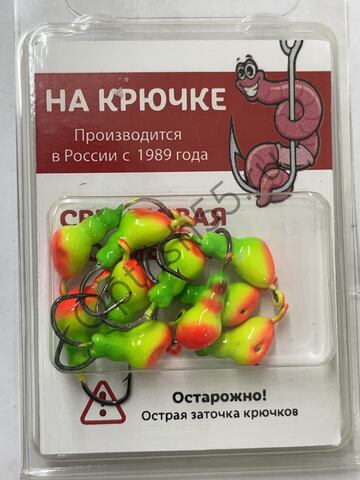 НА КРЮЧКЕ
Производится
в России с 1989 года
Осторожно!
Острая заточка крючков